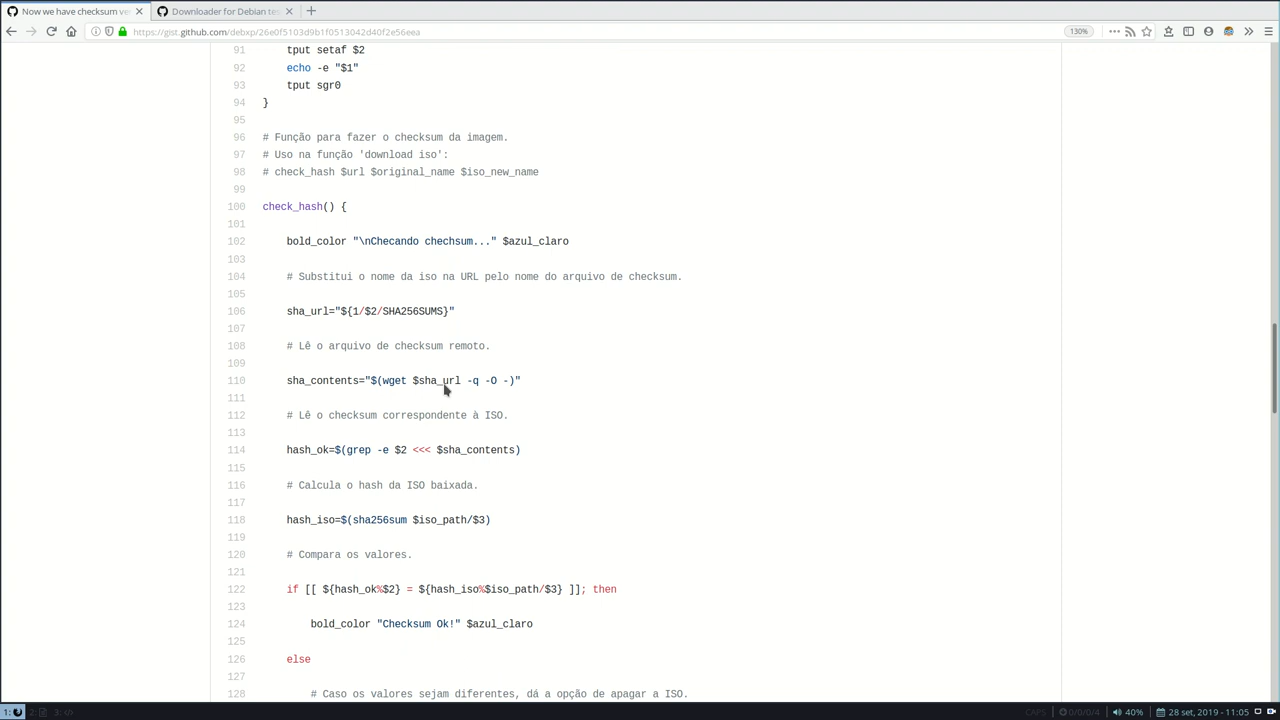 Now we have checksum ve
Downloader for Debian te
https://gist.github.com/debxp/26e0f5103d9b1f0513042d40f2e56eea
130%
91 tput setaf $2
92 echo -e "$1"
93 tput sgr0
94 }
95
96 # Função para fazer o checksum da imagem.
97 # Uso na função 'download iso':
98 # check_hash $url $original_name $iso_new_name
99
100 check_hash() {
101
102 bold_color "\nChecando chechsum..." $azul_claro
103
104 # Substitui o nome da iso na URL pelo nome do arquivo de checksum.
105
106 sha_url="${1/$2/SHA256SUMS}"
107
108 # Lê o arquivo de checksum remoto.
109
110 sha_contents="$(wget $sha_url -q -O -)"
111
112 # Lê o checksum correspondente à ISO.
113
114 hash_ok=$(grep -e $2 <<< $sha_contents)
115
116 # Calcula o hash da ISO baixada.
117
118 hash_iso=$(sha256sum $iso_path/$3)
119
120 # Compara os valores.
121
122 if [[ ${hash_ok%$2} = ${hash_iso%$iso_path/$3} ]]; then
123
124 bold_color "Checksum Ok!" $azul_claro
125
126 else
127
128 # Caso os valores sejam diferentes, dá a opção de apagar a ISO.
1: 2: 3: </> CAPS 0/0/0/4 40% 28 set, 2019 - 11:05